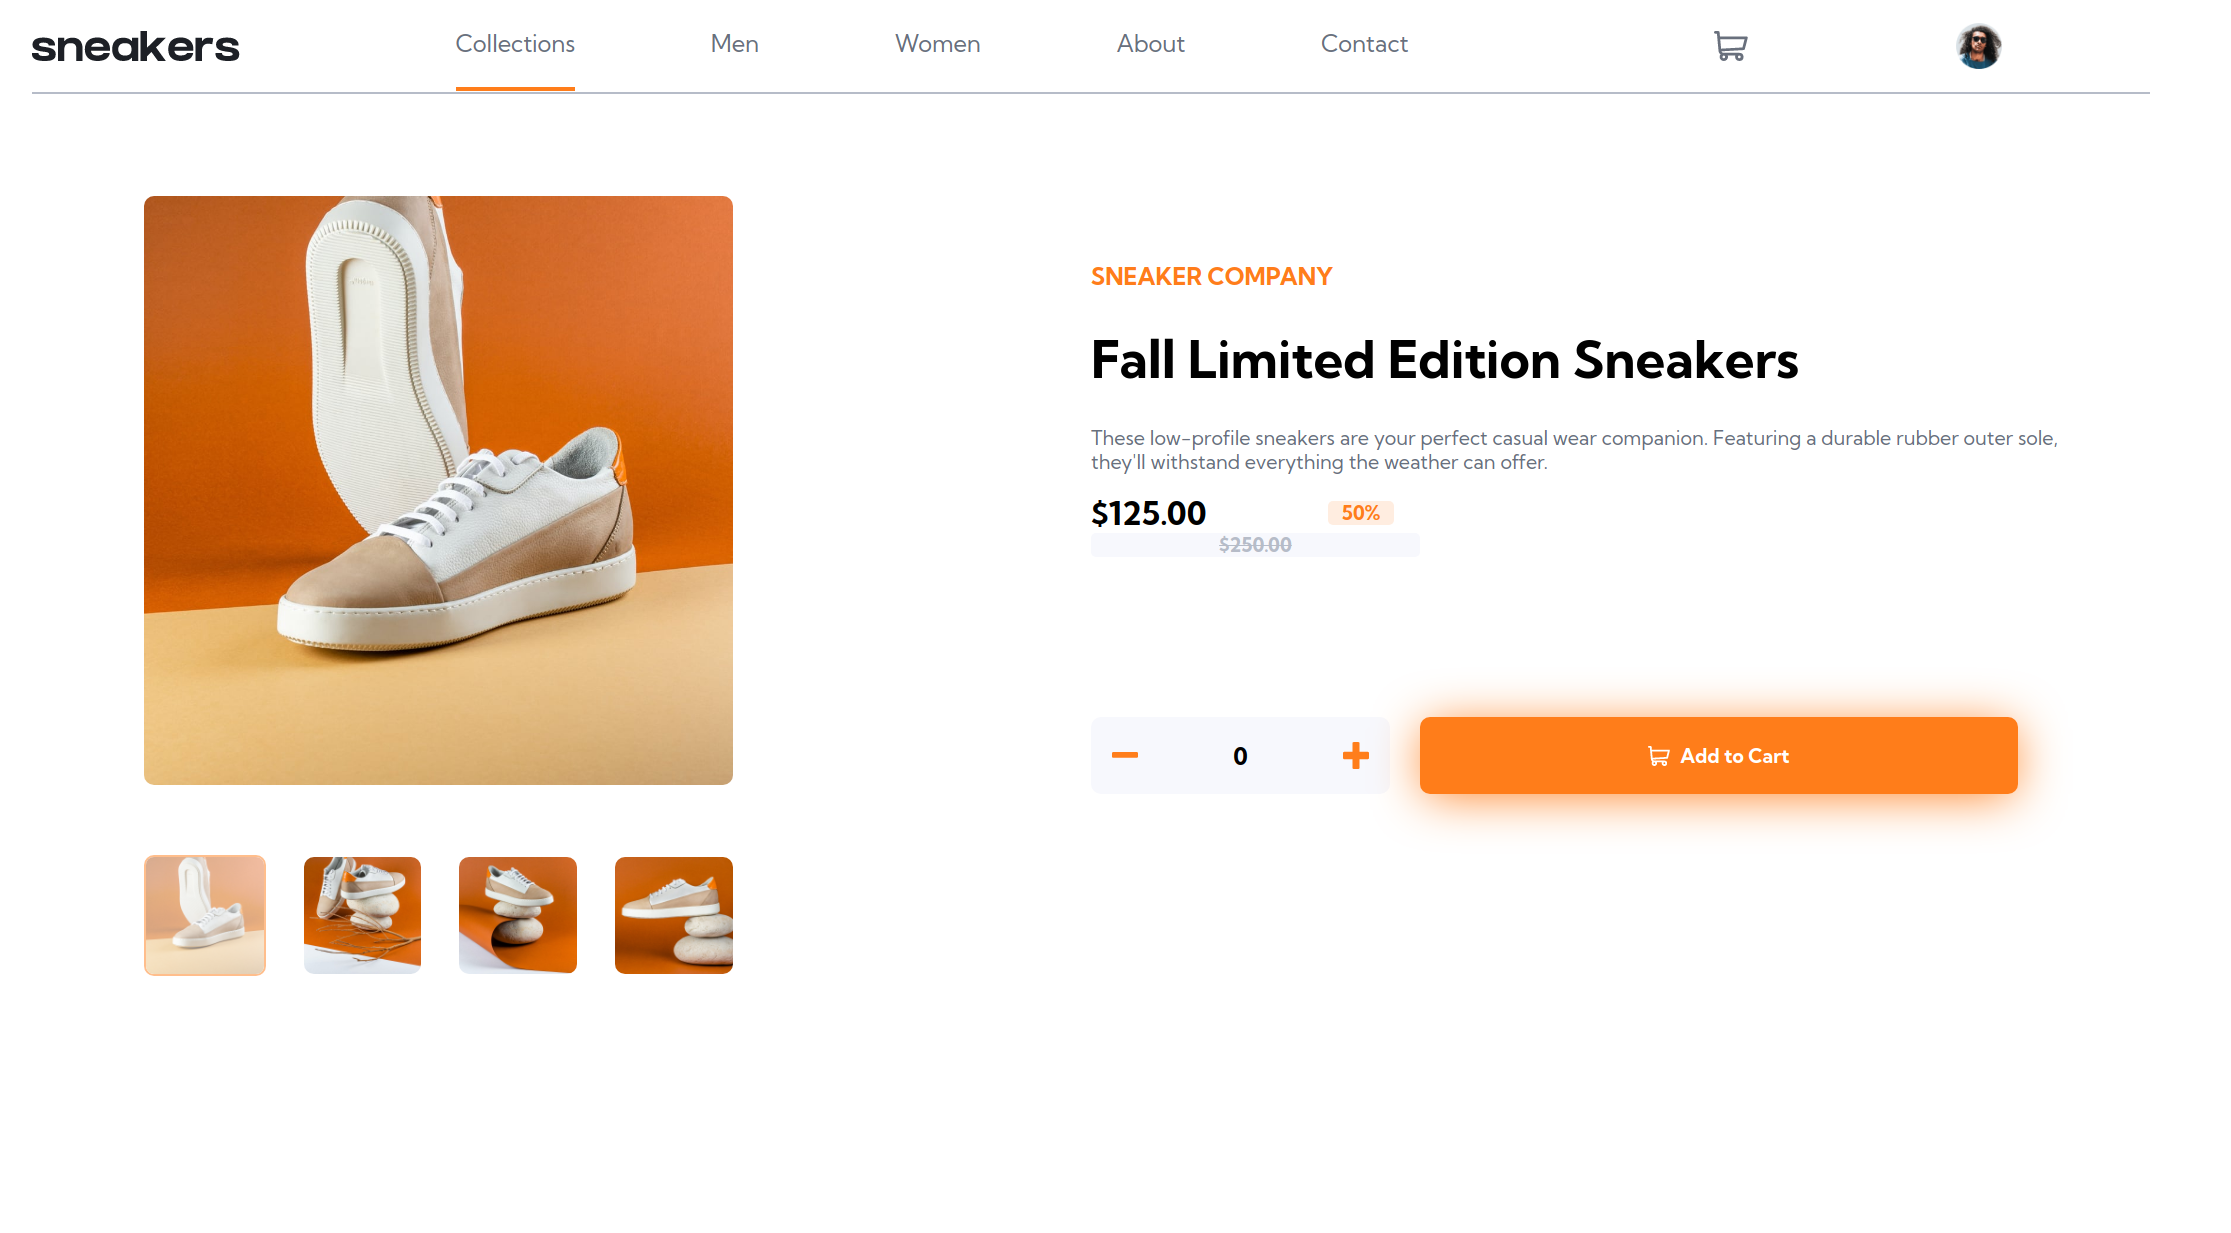 sneakers
Collections
Men
Women
About
Contact
SNEAKER COMPANY
Fall Limited Edition Sneakers
These low-profile sneakers are your perfect casual wear companion. Featuring a durable rubber outer sole,
they'll withstand everything the weather can offer.
$125.00
50%
$250.00
0
Add to Cart